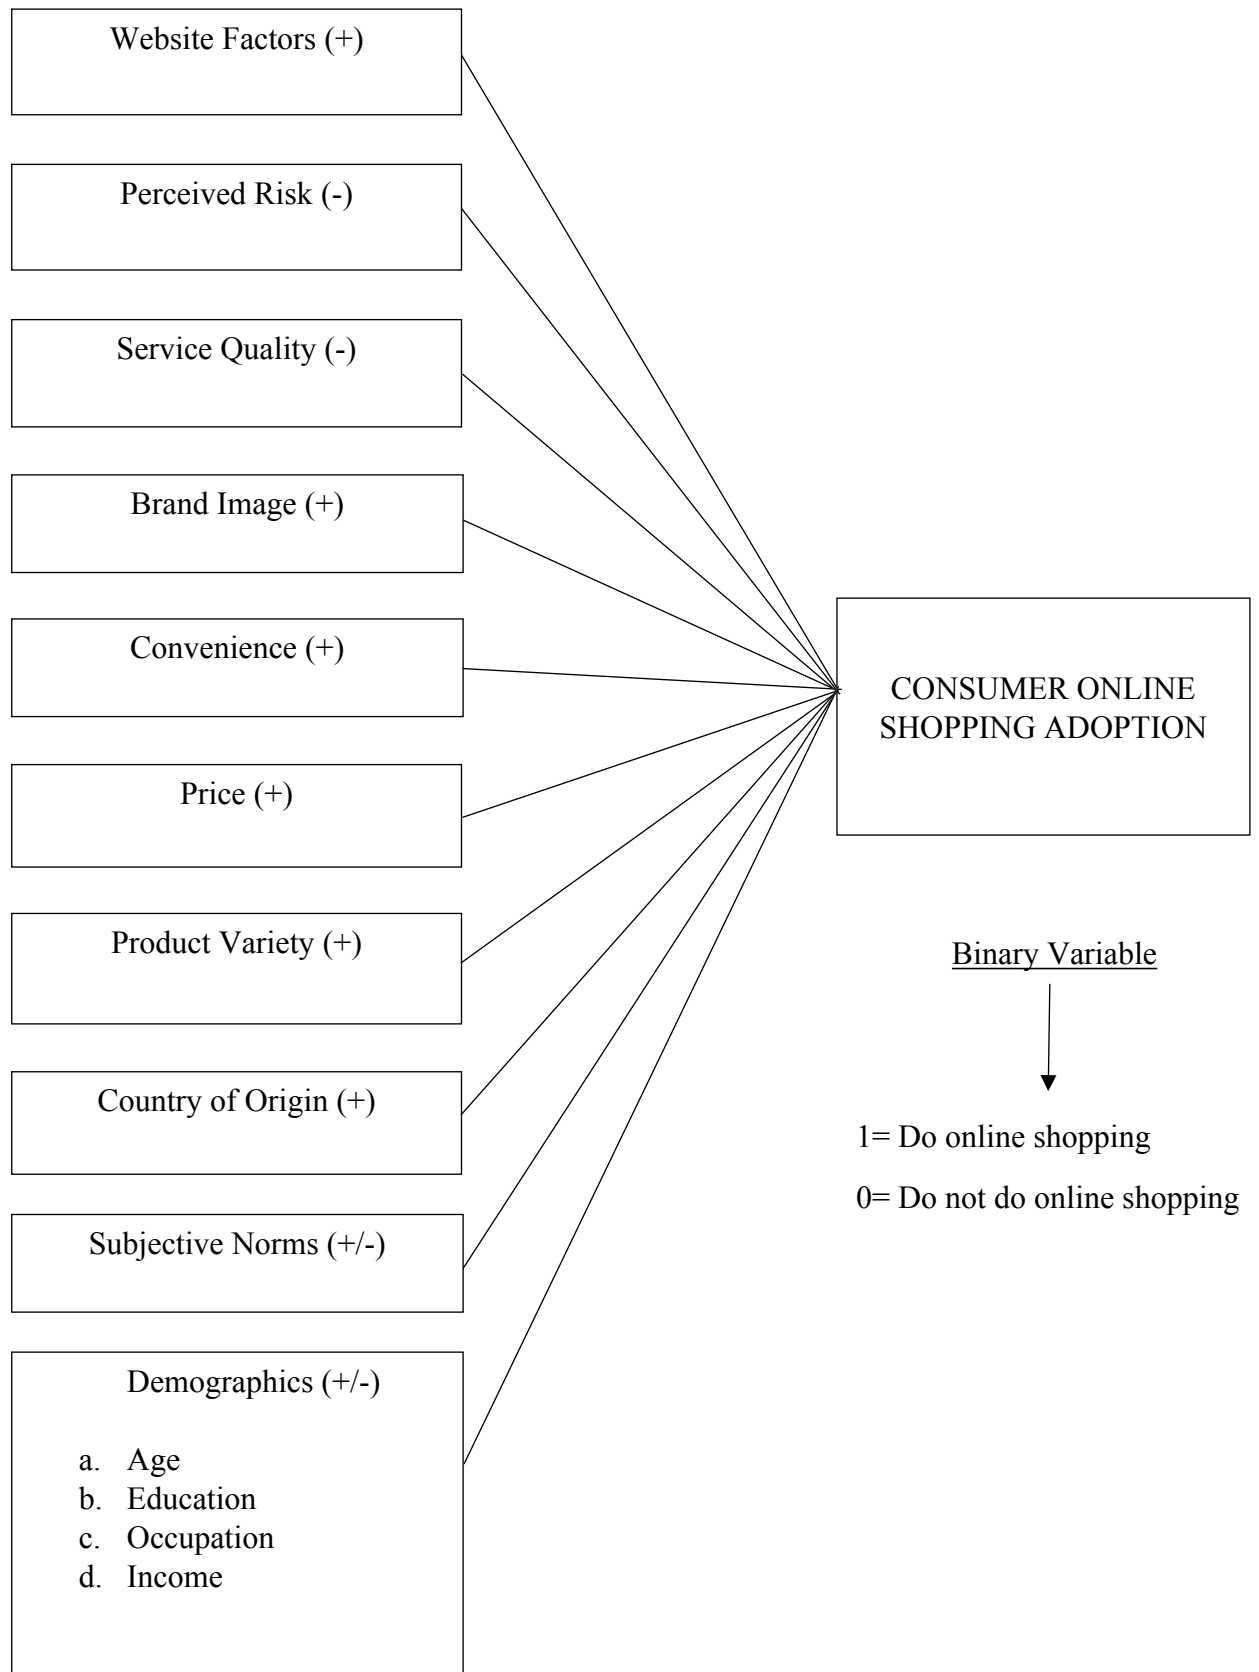 Website Factors (+)
Perceived Risk (-)
Service Quality (-)
Brand Image (+)
Convenience (+)
Price (+)
Product Variety (+)
Country of Origin (+)
Subjective Norms (+/-)
Demographics (+/-)
a. Age
b. Education
c. Occupation
d. Income
CONSUMER ONLINE
SHOPPING ADOPTION
Binary Variable
1= Do online shopping
0= Do not do online shopping